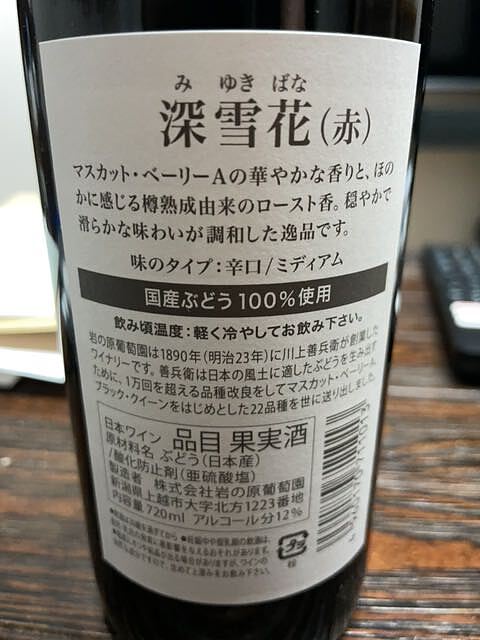 み ゆき ばな
深雪花(赤)
マスカット・ベーリーAの華やかな香りと、ほの
かに感じる樽熟成由来のロースト香。穏やかで
滑らかな味わいが調和した逸品です。
味のタイプ:辛口/ミディアム
国産ぶどう100%使用
飲み頃温度:軽く冷やしてお飲み下さい。
岩の原葡萄園は1890年(明治23年)に川上善兵衛が創業した
ワイナリーです。善兵衛は日本の風土に適したぶどうを生み出す
ために、1万回を超える品種改良をしてマスカット・ベーリーA、
ブラック・クイーンをはじめとした22品種を世に送り出しました。
日本ワイン 品目 果実酒
原材料名 ぶどう(日本産)
/酸化防止剤(亜硫酸塩)
製造者 株式会社岩の原葡萄園
新潟県上越市大字北方1223番地
内容量 720ml アルコール分12%